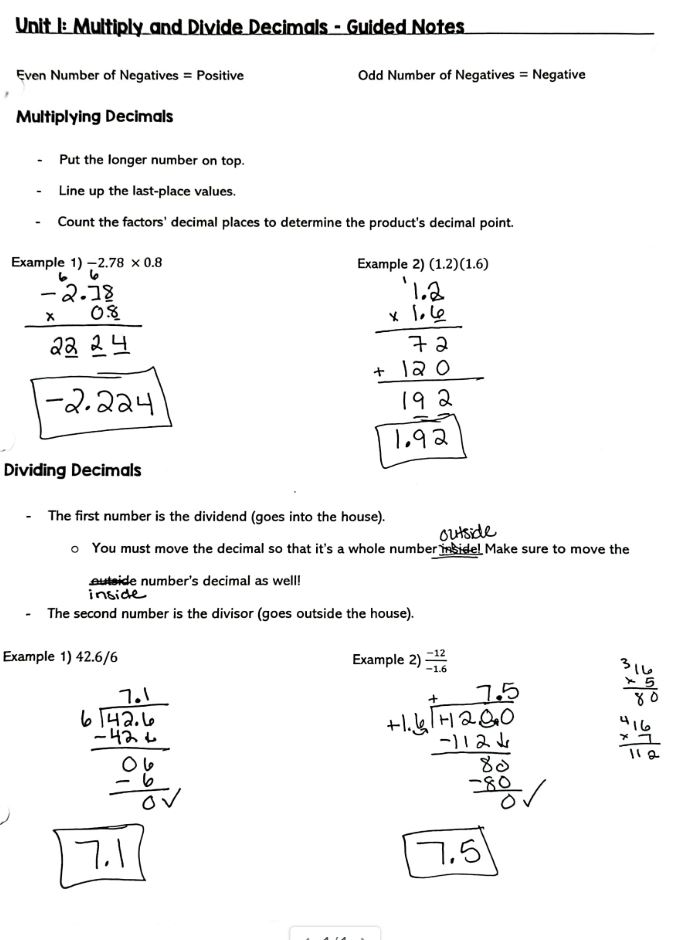 Unit 1: Multiply and Divide Decimals - Guided Notes
Even Number of Negatives = Positive
Odd Number of Negatives = Negative
Multiplying Decimals
- Put the longer number on top.
- Line up the last-place values.
- Count the factors' decimal places to determine the product's decimal point.
Example 1) −2.78 × 0.8
6 6
-2.78
x 0.8
22 2 4
-2.224
Example 2) (1.2)(1.6)
1
1.2
x 1.6
72
+ 120
192
1.92
Dividing Decimals
- The first number is the dividend (goes into the house).
outside
o You must move the decimal so that it's a whole number inside! Make sure to move the
outside number's decimal as well!
inside
- The second number is the divisor (goes outside the house).
Example 1) 42.6/6
7.1
6 42.6
-42
06
- 6
0 ✓
7.1
Example 2) −12/−1.6
+ 7.5
+1.6 +120.0
-112
80
-80
0 ✓
7.5
3
16
x 5
80
4
16
x 7
112